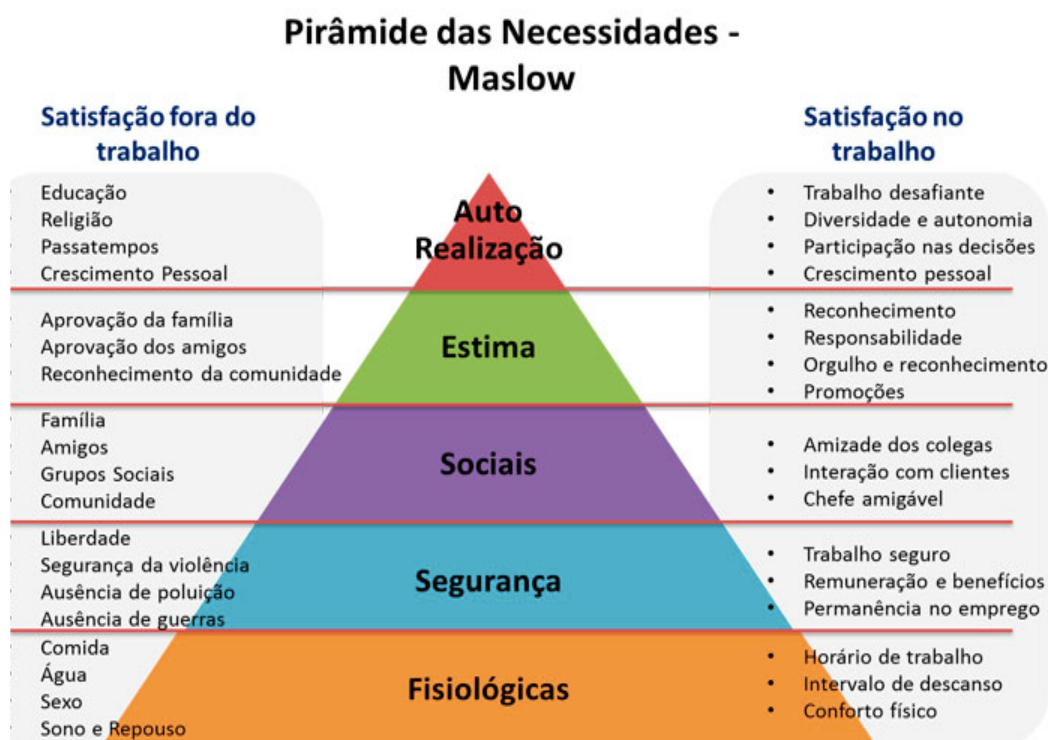 Pirâmide das Necessidades -
Maslow
Satisfação fora do
trabalho
Educação
Religião
Passatempos
Crescimento Pessoal
Aprovação da família
Aprovação dos amigos
Reconhecimento da comunidade
Família
Amigos
Grupos Sociais
Comunidade
Liberdade
Segurança da violência
Ausência de poluição
Ausência de guerras
Comida
Água
Sexo
Sono e Repouso
Auto
Realização
Estima
Sociais
Segurança
Fisiológicas
Satisfação no
trabalho
• Trabalho desafiante
• Diversidade e autonomia
• Participação nas decisões
• Crescimento pessoal
• Reconhecimento
• Responsabilidade
• Orgulho e reconhecimento
• Promoções
• Amizade dos colegas
• Interação com clientes
• Chefe amigável
• Trabalho seguro
• Remuneração e benefícios
• Permanência no emprego
• Horário de trabalho
• Intervalo de descanso
• Conforto físico